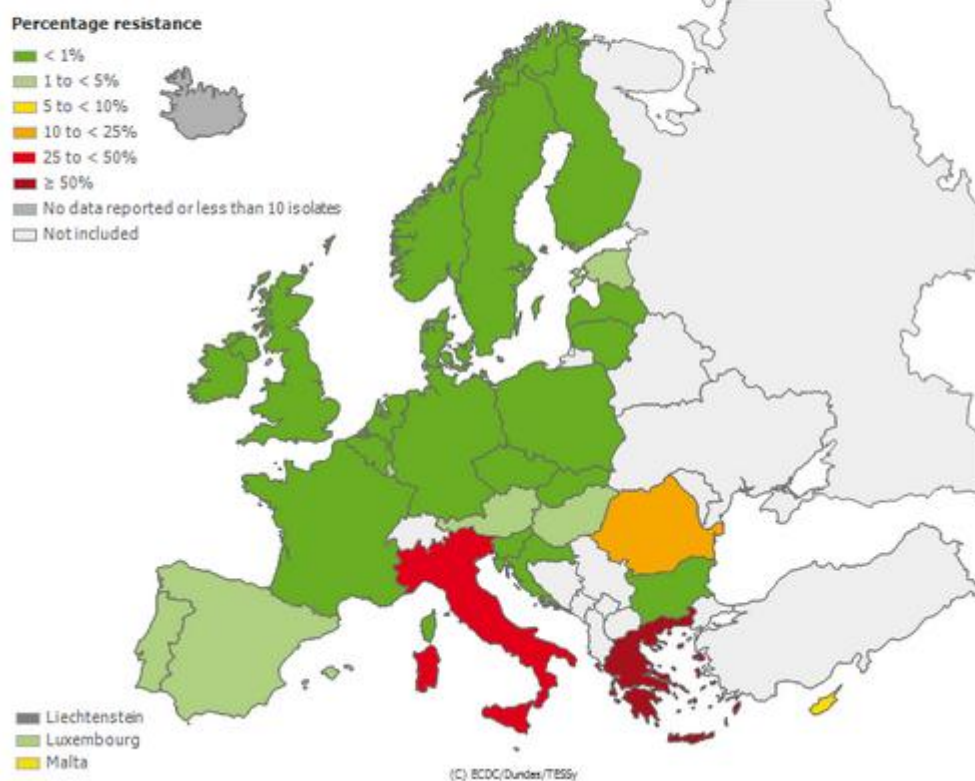 Percentage resistance
< 1%
1 to < 5%
5 to < 10%
10 to < 25%
25 to < 50%
≥ 50%
No data reported or less than 10 isolates
Not included
Liechtenstein
Luxembourg
Malta
(C) ECDC/Dundas/TESSy